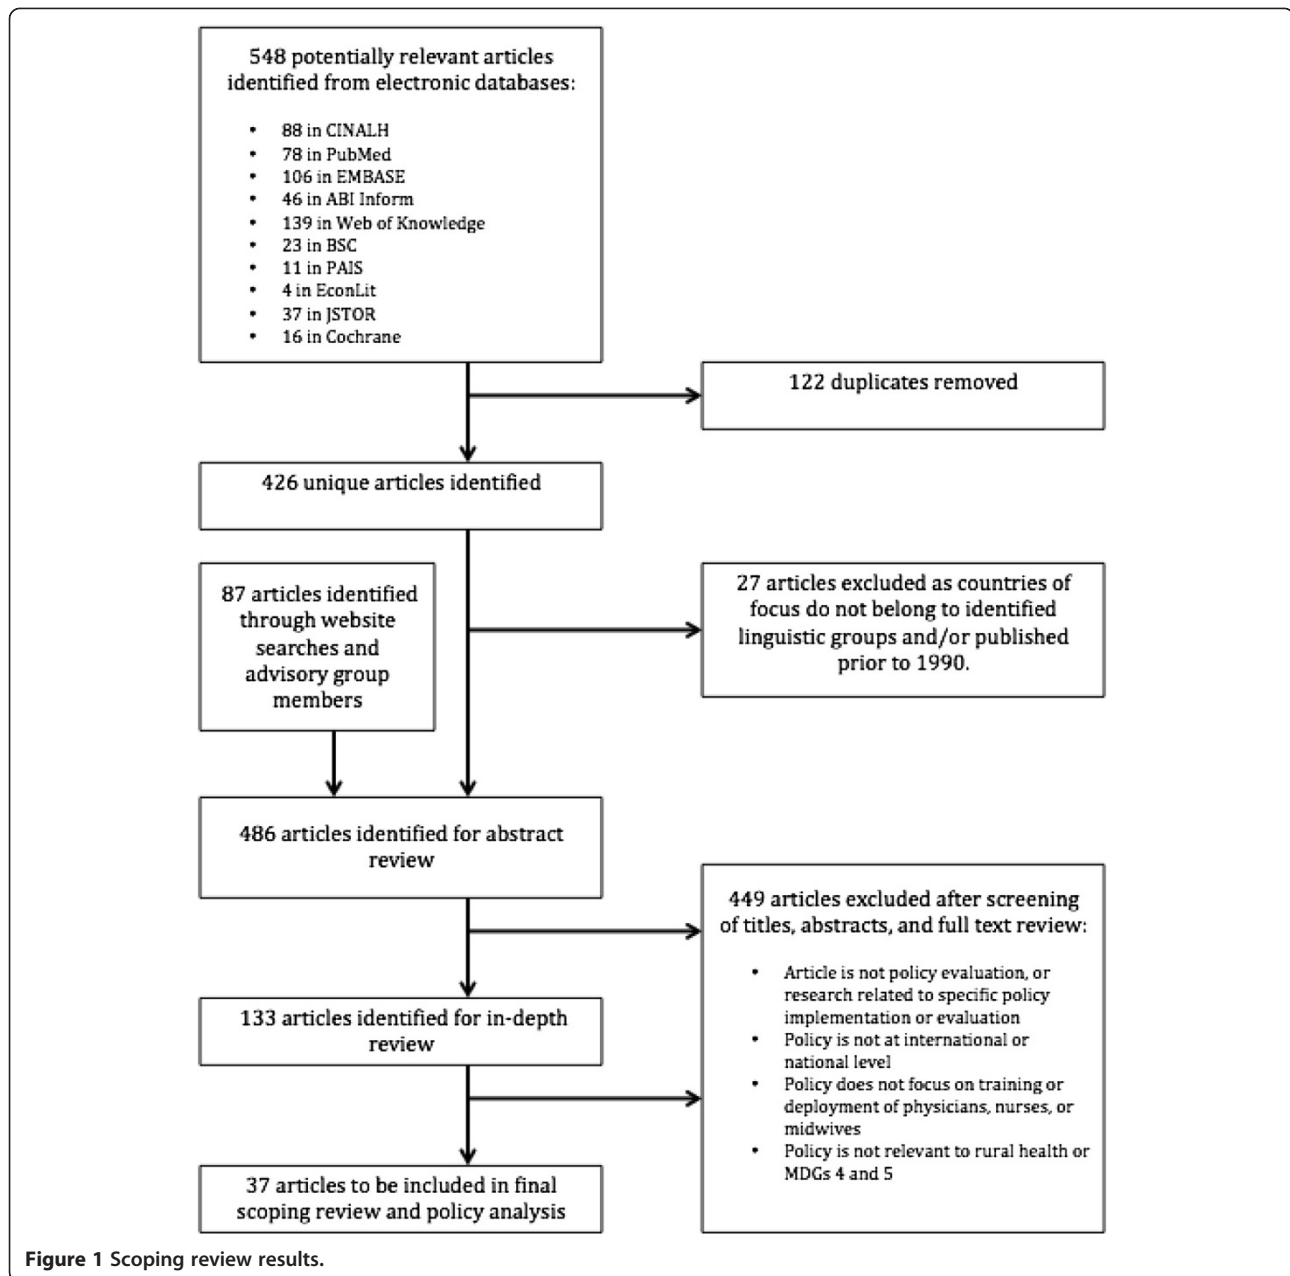 548 potentially relevant articles
identified from electronic databases:
• 88 in CINALH
• 78 in PubMed
• 106 in EMBASE
• 46 in ABI Inform
• 139 in Web of Knowledge
• 23 in BSC
• 11 in PAIS
• 4 in EconLit
• 37 in JSTOR
• 16 in Cochrane
122 duplicates removed
426 unique articles identified
87 articles identified
through website
searches and
advisory group
members
27 articles excluded as countries of
focus do not belong to identified
linguistic groups and/or published
prior to 1990.
486 articles identified for abstract
review
449 articles excluded after screening
of titles, abstracts, and full text review:
• Article is not policy evaluation, or
research related to specific policy
implementation or evaluation
• Policy is not at international or
national level
• Policy does not focus on training or
deployment of physicians, nurses, or
midwives
• Policy is not relevant to rural health or
MDGs 4 and 5
133 articles identified for in-depth
review
37 articles to be included in final
scoping review and policy analysis
Figure 1 Scoping review results.